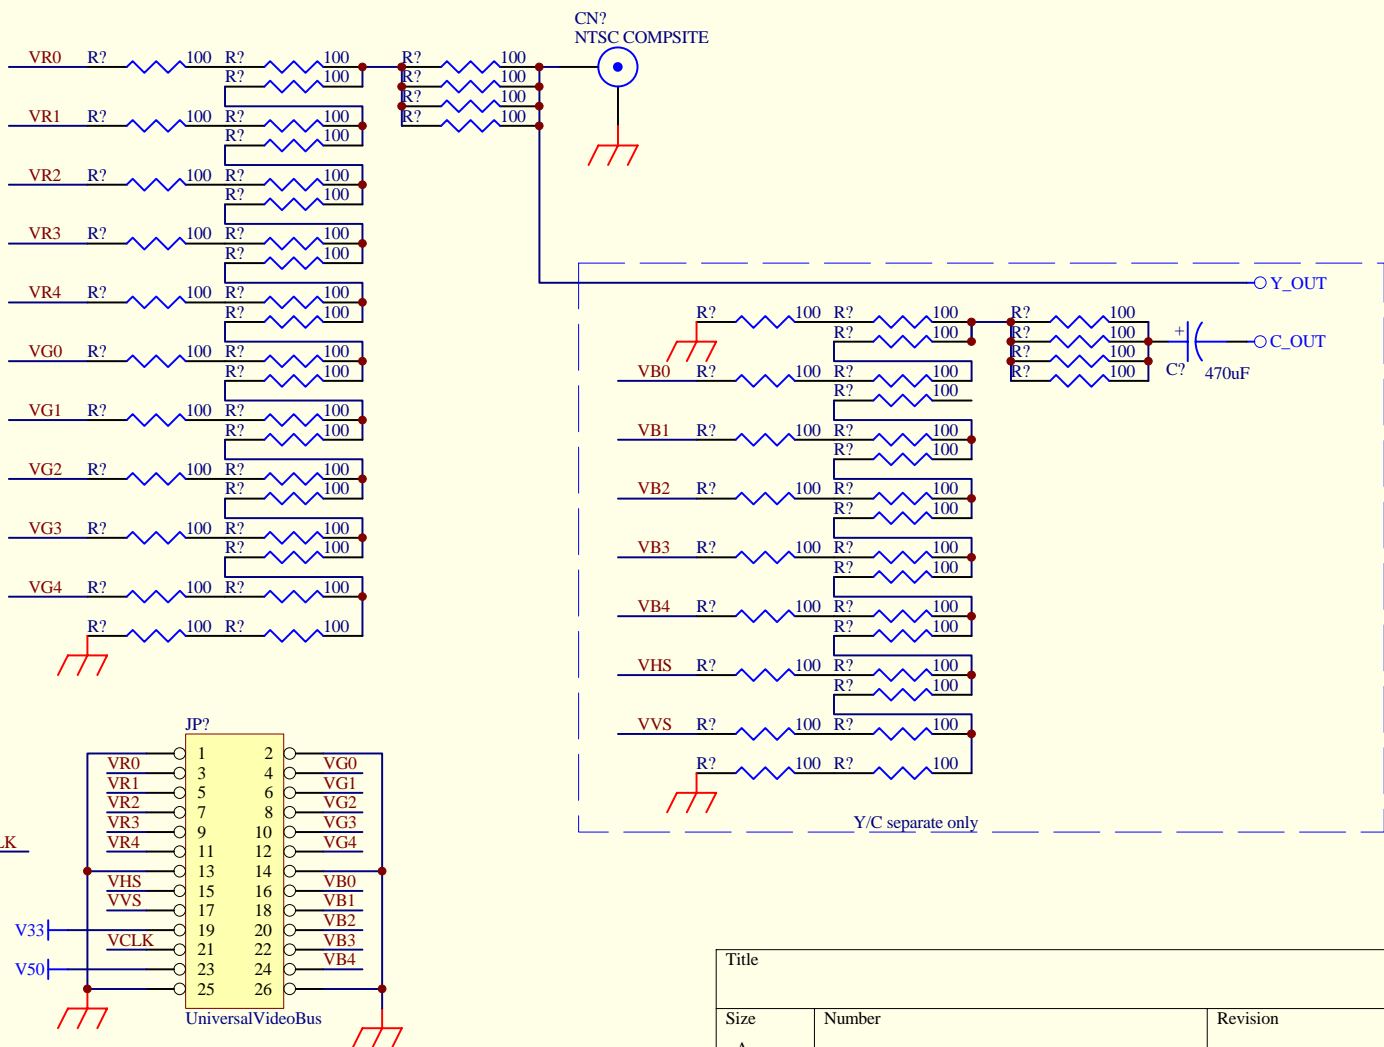 CN?
NTSC COMPSITE
VR0 R? 100 R? 100 R? 100
R? 100 R? 100
R? 100
VR1 R? 100 R? 100 R? 100
R? 100
VR2 R? 100 R? 100
R? 100
VR3 R? 100 R? 100
R? 100
VR4 R? 100 R? 100
R? 100
VG0 R? 100 R? 100
R? 100
VG1 R? 100 R? 100
R? 100
VG2 R? 100 R? 100
R? 100
VG3 R? 100 R? 100
R? 100
VG4 R? 100 R? 100
R? 100 R? 100
Y_OUT
R? 100 R? 100 R? 100
R? 100 R? 100
+ C_OUT
R? 100
C? 470uF
VB0 R? 100 R? 100 R? 100
R? 100
VB1 R? 100 R? 100
R? 100
VB2 R? 100 R? 100
R? 100
VB3 R? 100 R? 100
R? 100
VB4 R? 100 R? 100
R? 100
VHS R? 100 R? 100
R? 100
VVS R? 100 R? 100
R? 100 R? 100
Y/C separate only
JP?
1 2
VR0 3 4 VG0
VR1 5 6 VG1
VR2 7 8 VG2
VR3 9 10 VG3
VR4 11 12 VG4
13 14
VHS 15 16 VB0
VVS 17 18 VB1
V33 19 20 VB2
VCLK 21 22 VB3
V50 23 24 VB4
25 26
UniversalVideoBus
LK
Title
Size Number Revision